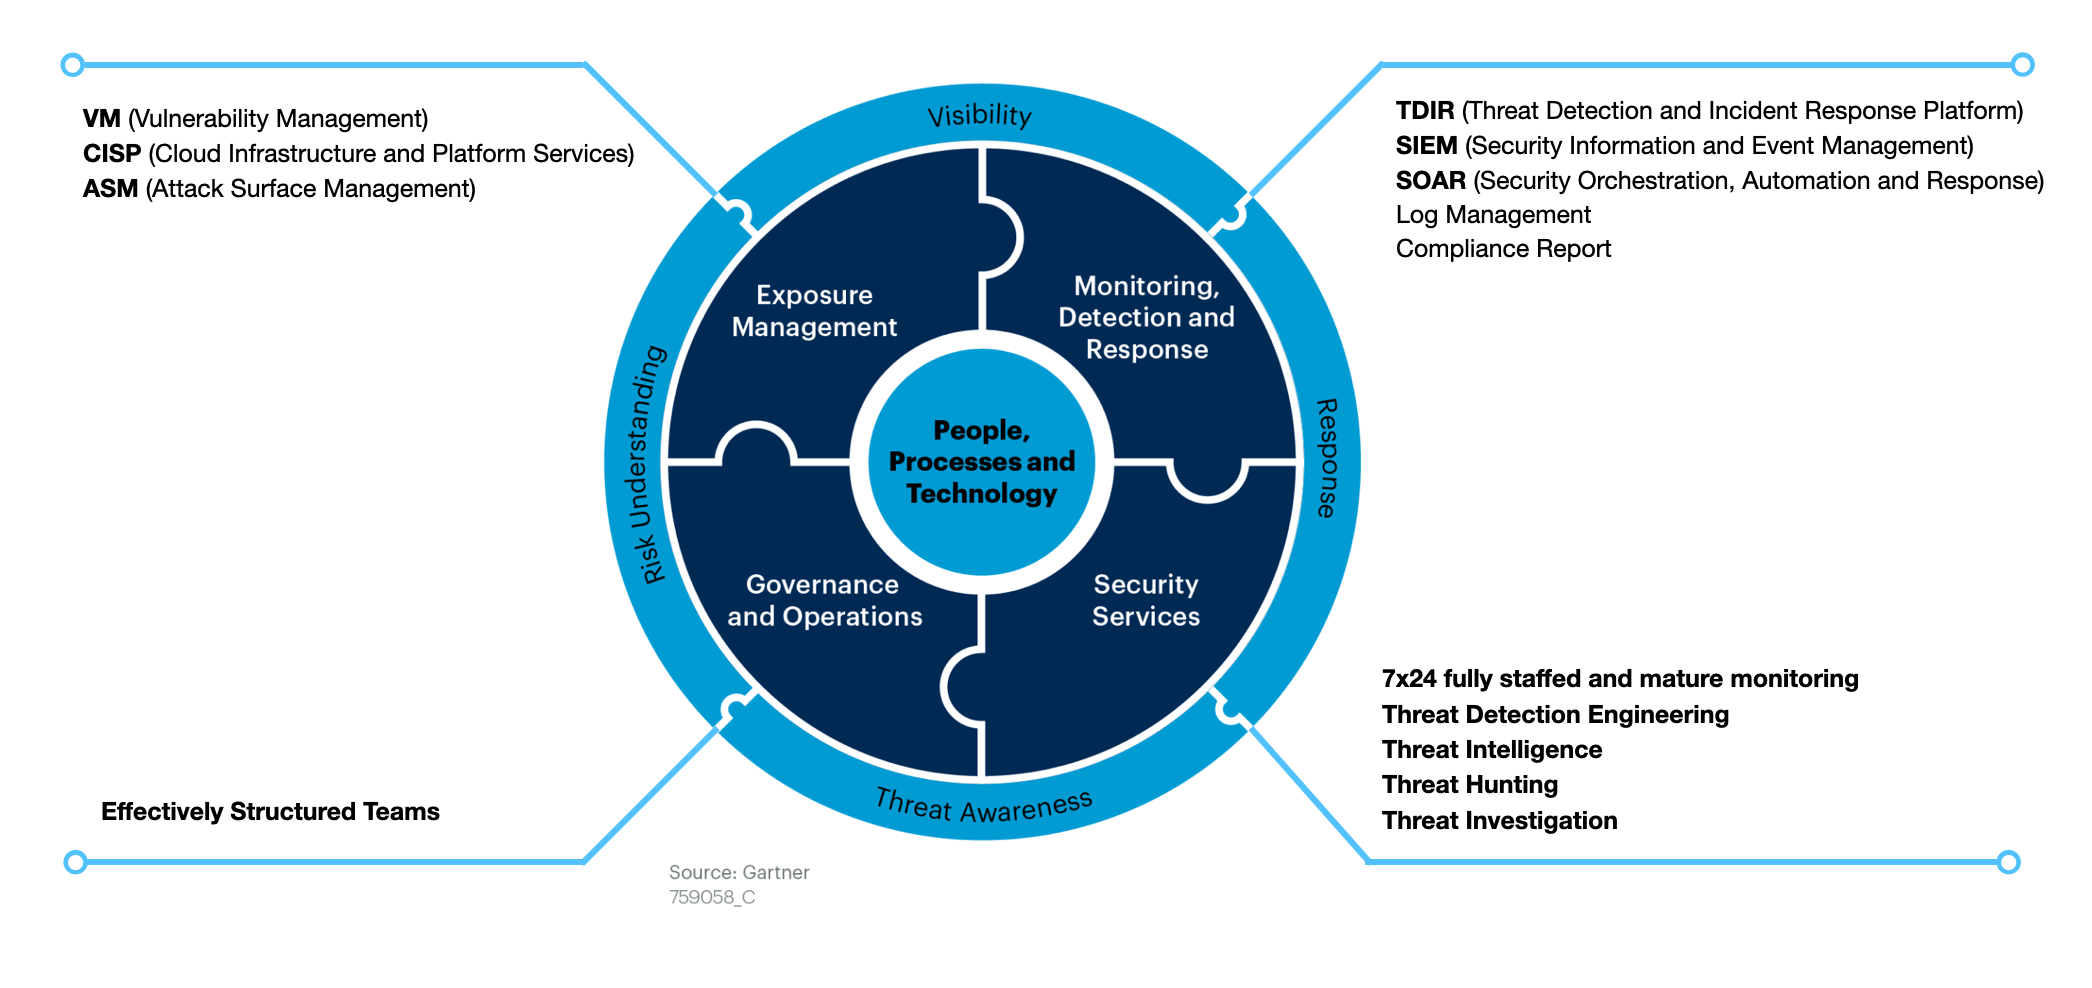 VM (Vulnerability Management)
CISP (Cloud Infrastructure and Platform Services)
ASM (Attack Surface Management)
TDIR (Threat Detection and Incident Response Platform)
SIEM (Security Information and Event Management)
SOAR (Security Orchestration, Automation and Response)
Log Management
Compliance Report
Visibility
Exposure
Management
Monitoring,
Detection and
Response
Risk Understanding
People,
Processes and
Technology
Response
Governance
and Operations
Security
Services
Threat Awareness
Effectively Structured Teams
7x24 fully staffed and mature monitoring
Threat Detection Engineering
Threat Intelligence
Threat Hunting
Threat Investigation
Source: Gartner
759058_C